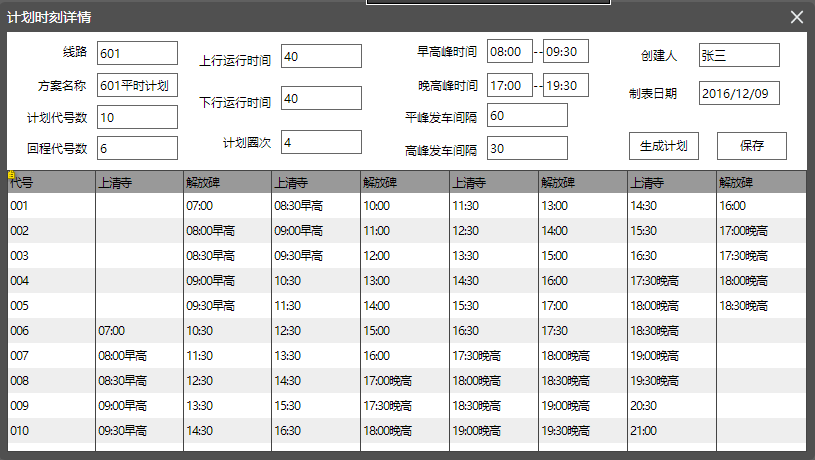 计划时刻详情
线路 601 上行运行时间 40 早高峰时间 08:00 -- 09:30 创建人 张三
方案名称 601平时计划 下行运行时间 40 晚高峰时间 17:00 -- 19:30 制表日期 2016/12/09
计划代号数 10 计划圈次 4 平峰发车间隔 60
回程代号数 6 高峰发车间隔 30 生成计划 保存
代号 上清寺 解放碑 上清寺 解放碑 上清寺 解放碑 上清寺 解放碑
001 07:00 08:30早高 10:00 11:30 13:00 14:30 16:00
002 08:00早高 09:00早高 11:00 12:30 14:00 15:30 17:00晚高
003 08:30早高 09:30早高 12:00 13:30 15:00 16:30 17:30晚高
004 09:00早高 10:30 13:00 14:30 16:00 17:30晚高 18:00晚高
005 09:30早高 11:30 14:00 15:30 17:00 18:00晚高 18:30晚高
006 07:00 10:30 12:30 15:00 16:30 17:30 18:30晚高
007 08:00早高 11:30 13:30 16:00 17:30晚高 18:00晚高 19:00晚高
008 08:30早高 12:30 14:30 17:00晚高 18:00晚高 18:30晚高 19:30晚高
009 09:00早高 13:30 15:30 17:30晚高 18:30晚高 19:00晚高 20:30
010 09:30早高 14:30 16:30 18:00晚高 19:00晚高 19:30晚高 21:00